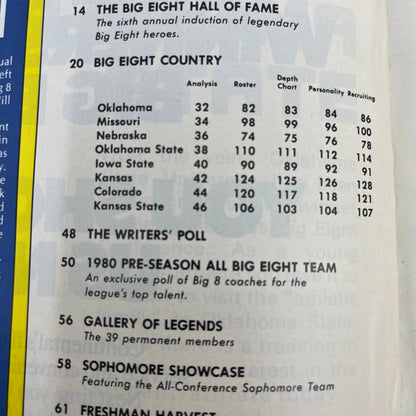 14 THE BIG EIGHT HALL OF FAME
The sixth annual induction of legendary
Big Eight heroes.
20 BIG EIGHT COUNTRY
Analysis Roster Depth Chart Personality Recruiting
Oklahoma 32 82 83 84 86
Missouri 34 98 99 96 100
Nebraska 36 74 75 76 78
Oklahoma State 38 110 111 112 114
Iowa State 40 90 89 92 91
Kansas 42 124 125 126 128
Colorado 44 120 117 118 121
Kansas State 46 106 103 104 107
48 THE WRITERS' POLL
50 1980 PRE-SEASON ALL BIG EIGHT TEAM
An exclusive poll of Big 8 coaches for the
league's top talent.
56 GALLERY OF LEGENDS
The 39 permanent members
58 SOPHOMORE SHOWCASE
Featuring the All-Conference Sophomore Team
61 FRESHMAN HARVEST